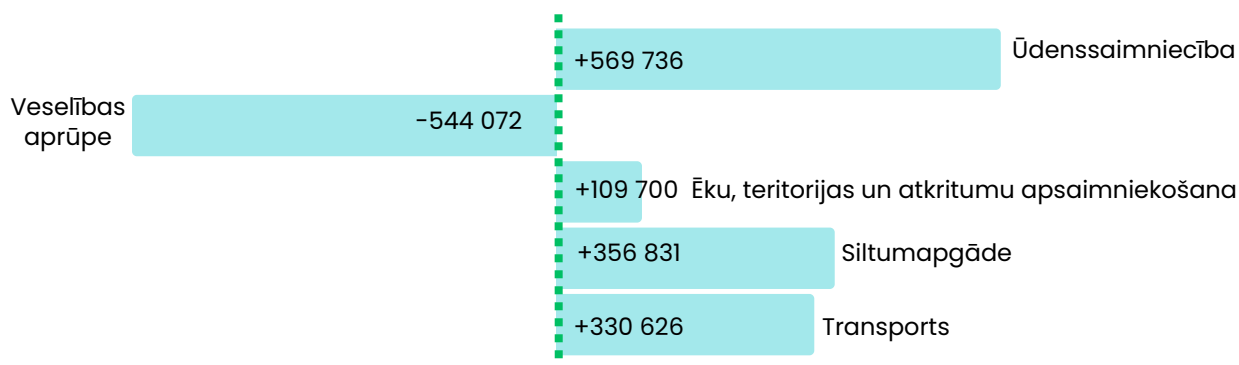 +569 736 Ūdenssaimniecība
Veselības
aprūpe
-544 072
+109 700 Ēku, teritorijas un atkritumu apsaimniekošana
+356 831 Siltumapgāde
+330 626 Transports